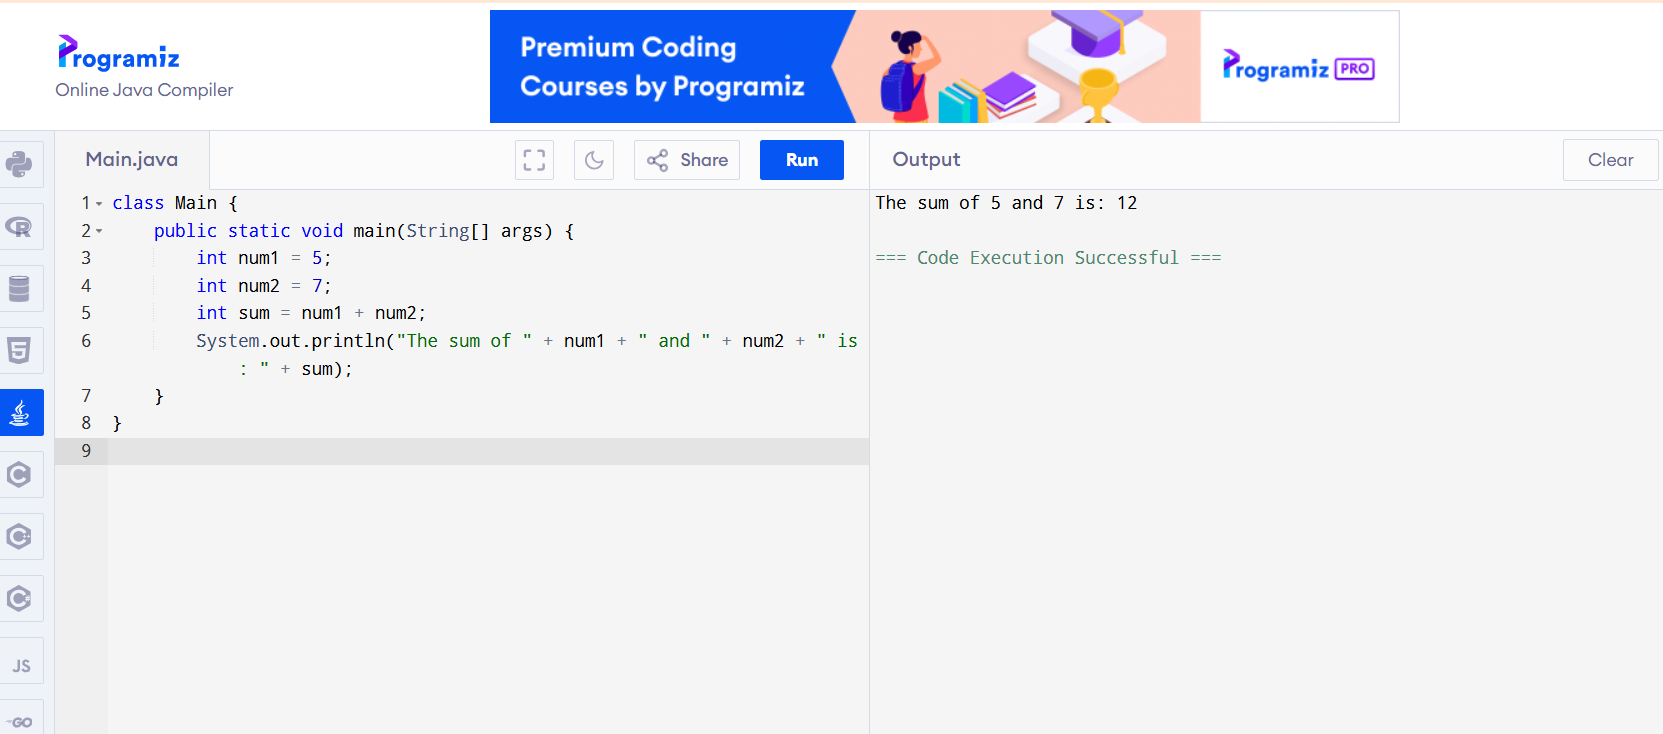 Programiz
Online Java Compiler
Premium Coding
Courses by Programiz
Programiz PRO
Main.java
Share
Run
Output
Clear
1 class Main {
2     public static void main(String[] args) {
3         int num1 = 5;
4         int num2 = 7;
5         int sum = num1 + num2;
6         System.out.println("The sum of " + num1 + " and " + num2 + " is
            : " + sum);
7     }
8 }
9
The sum of 5 and 7 is: 12
=== Code Execution Successful ===
R
5
C
C+
C#
JS
GO